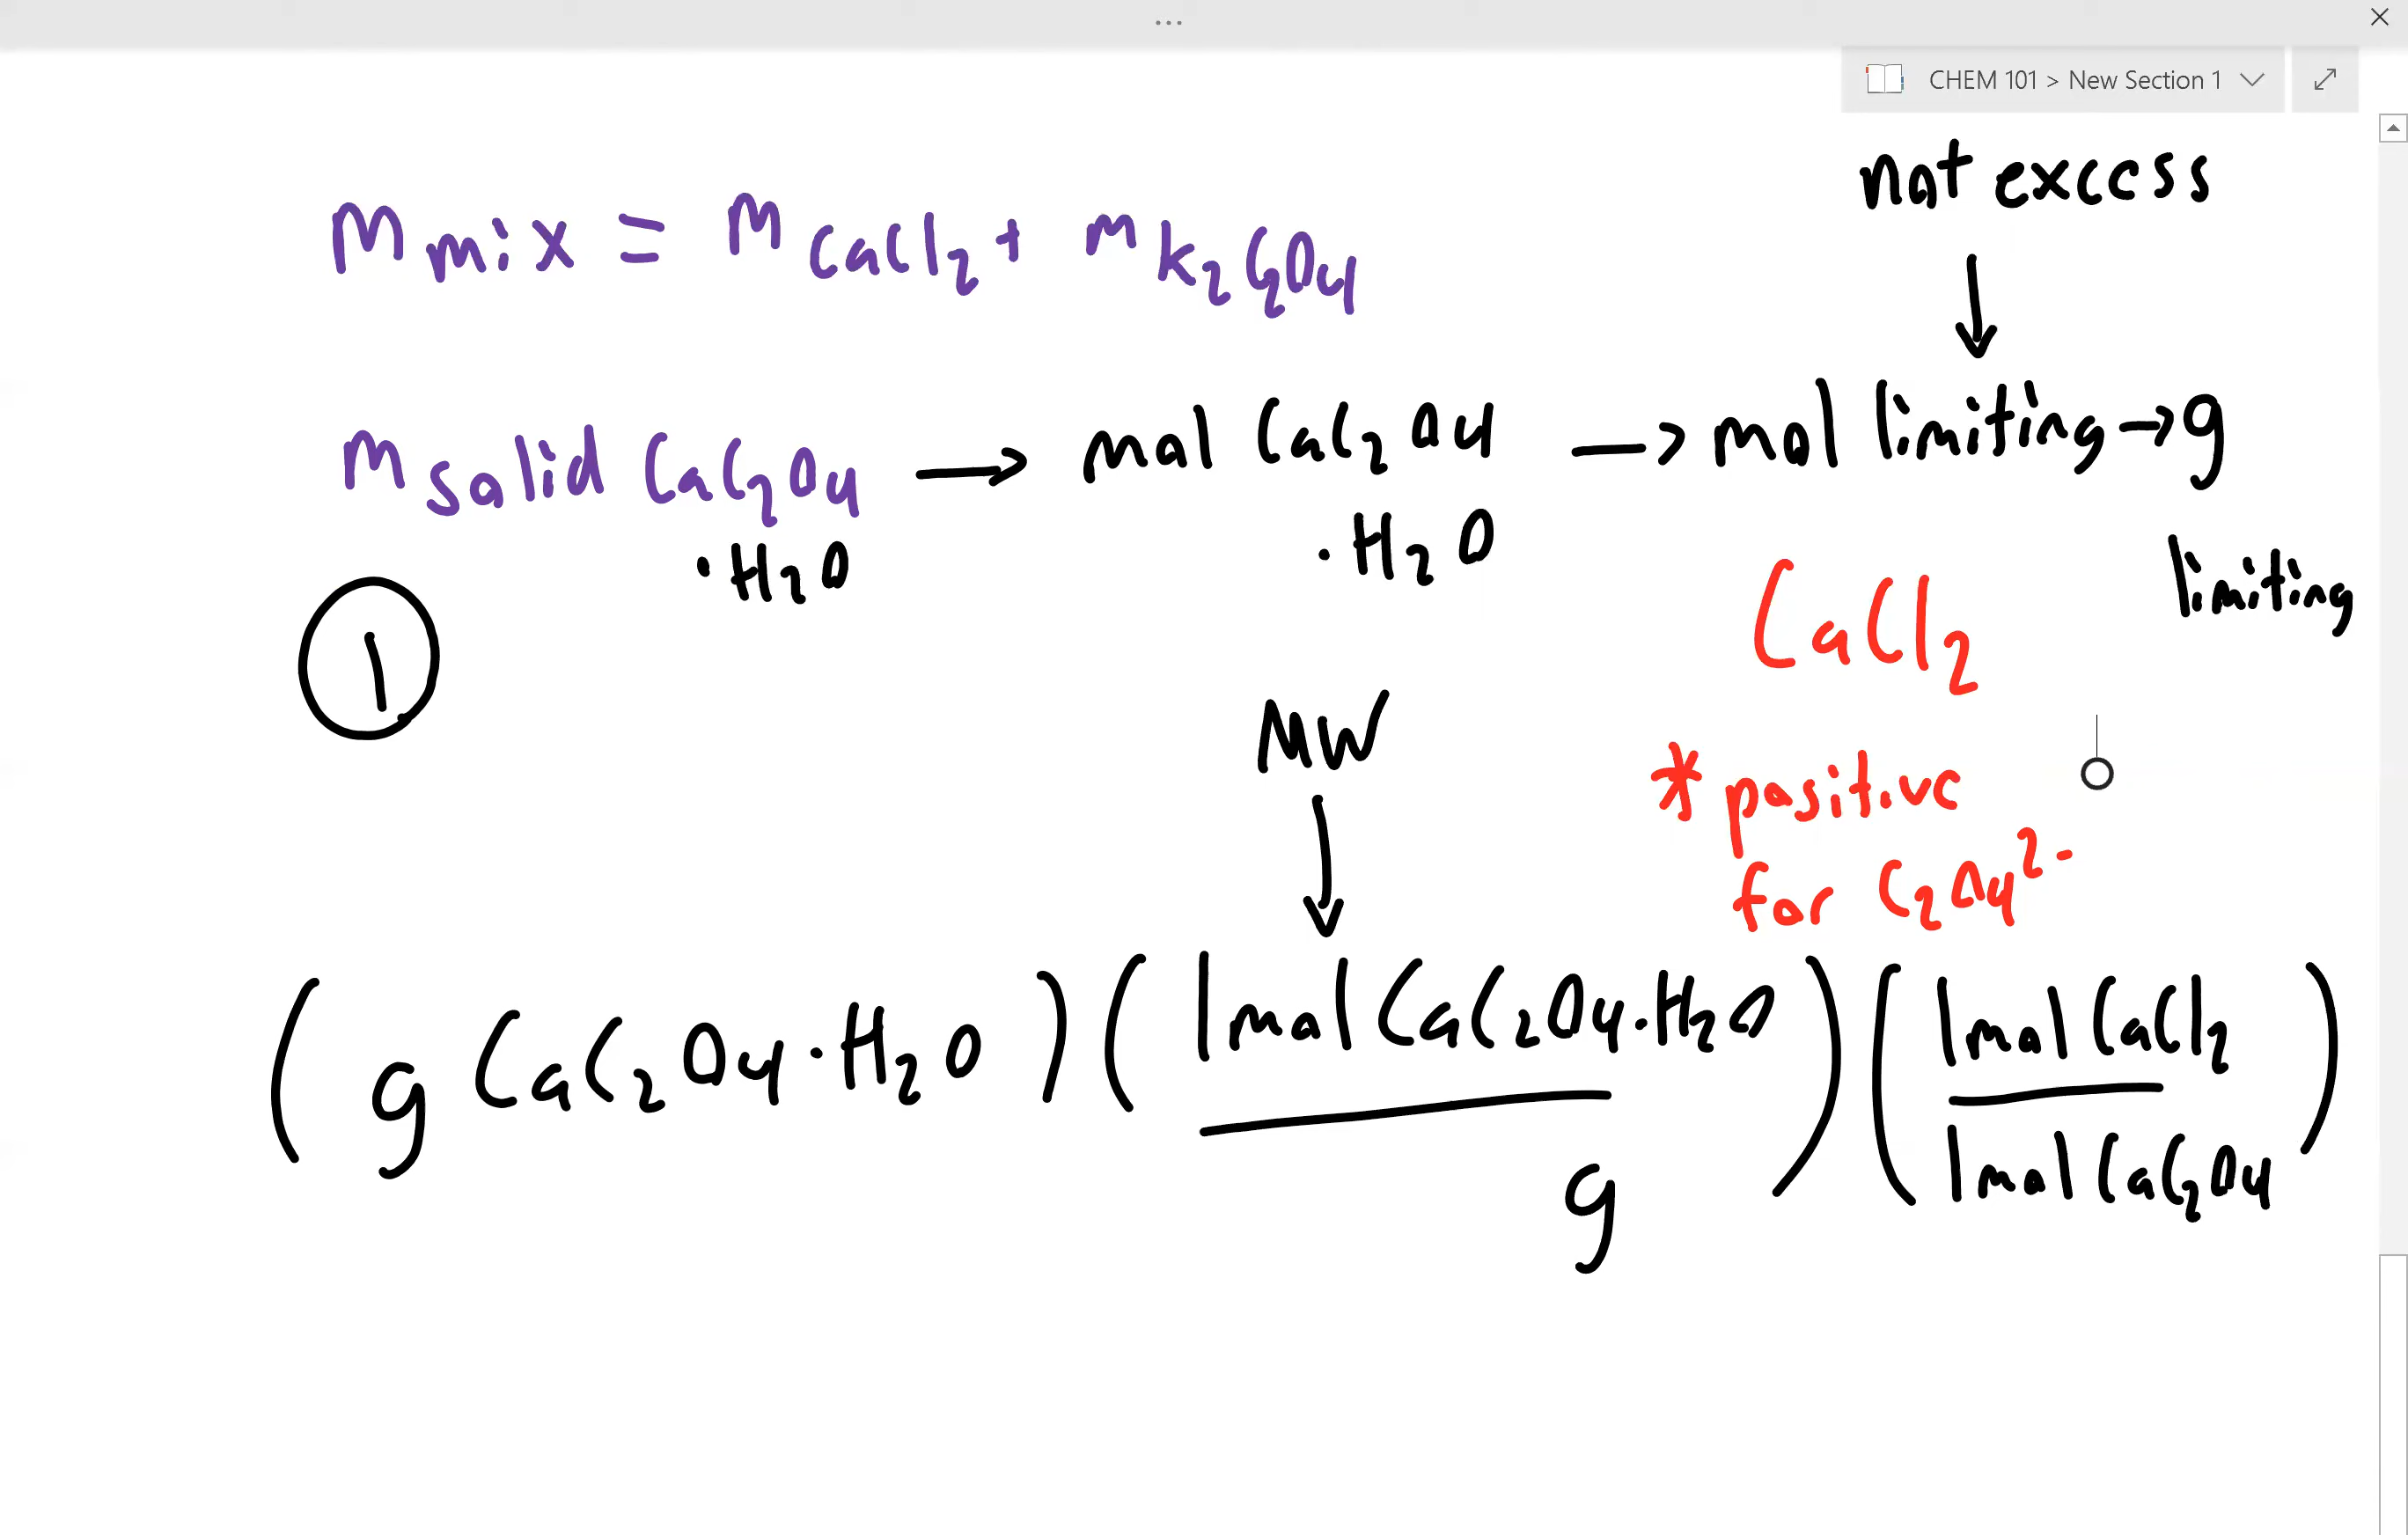 ...
CHEM 101 > New Section 1
not excess
m mix = m CaCl2 + m K2C2O4
m solid CaC2O4 → mol CaC2O4 → mol limiting → g
·H2O ·H2O limiting
1
CaCl2
MW
* positive
for C2O4 2-
(g CaC2O4·H2O)(1 mol CaC2O4·H2O / g)(1 mol CaCl2 / 1 mol CaC2O4)